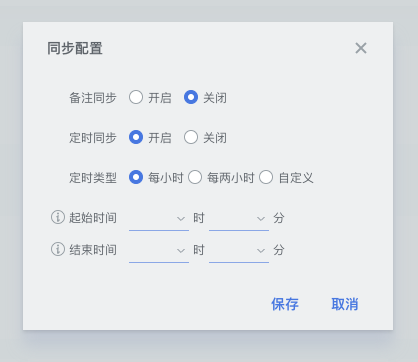 同步配置
备注同步 开启 关闭
定时同步 开启 关闭
定时类型 每小时 每两小时 自定义
起始时间 时 分
结束时间 时 分
保存 取消